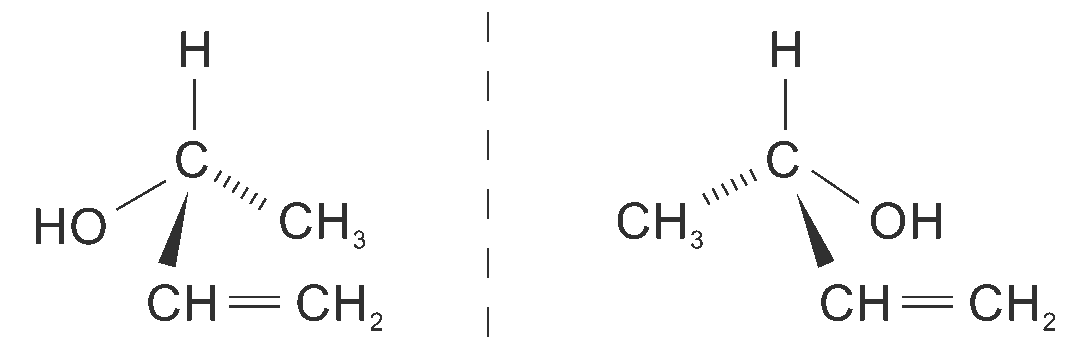 H H
C C
HO CH₃ CH₃ OH
CH=CH₂ CH=CH₂